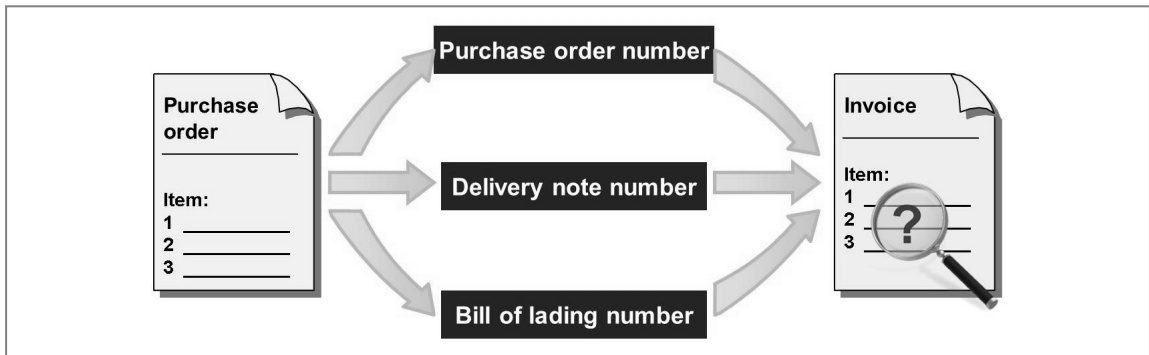 Purchase order number
Purchase
order
Item:
1
2
3
Delivery note number
Bill of lading number
Invoice
Item:
1
2
3
?